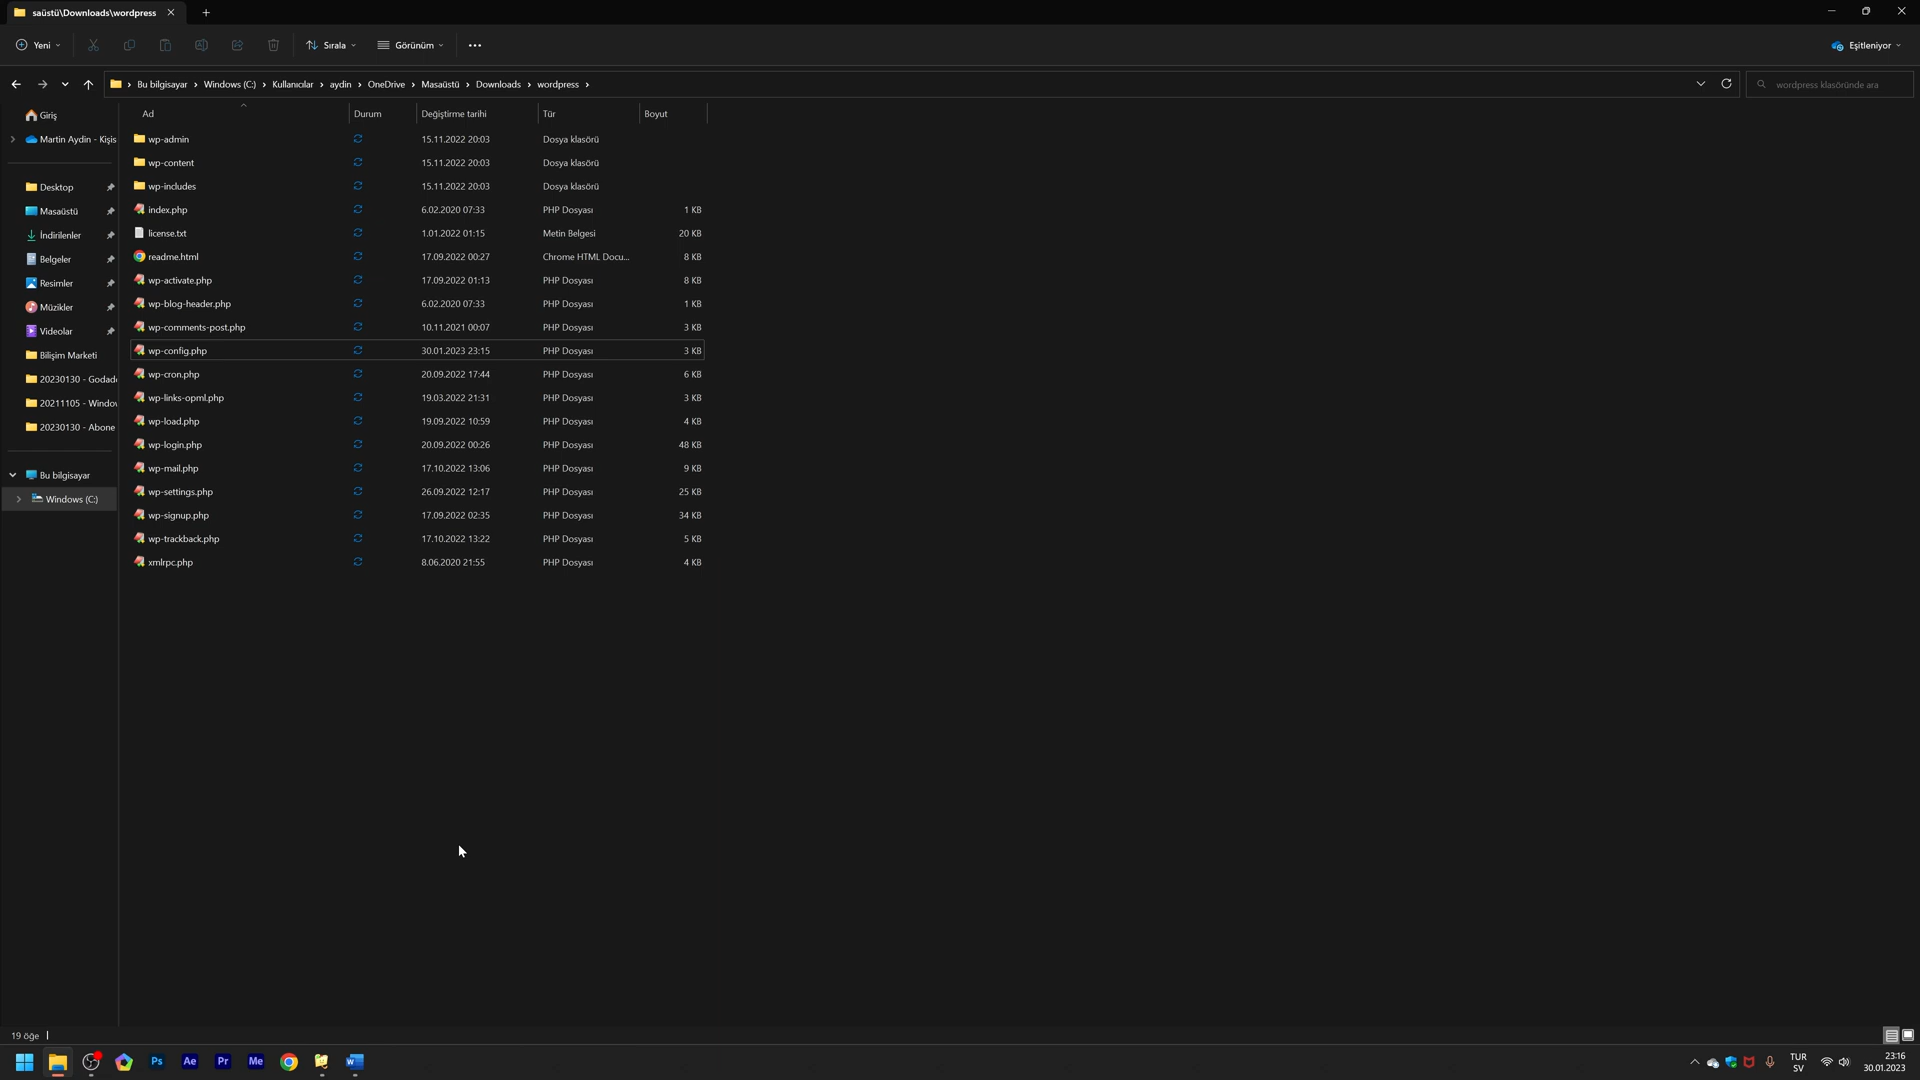 saüstü\Downloads\wordpress
Yeni
Sırala
Görünüm
Eşitleniyor
Bu bilgisayar > Windows (C:) > Kullanıcılar > aydin > OneDrive > Masaüstü > Downloads > wordpress >
wordpress klasöründe ara
Giriş
Martin Aydin - Kişis
Desktop
Masaüstü
İndirilenler
Belgeler
Resimler
Müzikler
Videolar
Bilişim Marketi
20230130 - Godad
20211105 - Window
20230130 - Abone
Bu bilgisayar
Windows (C:)
Ad Durum Değiştirme tarihi Tür Boyut
wp-admin 15.11.2022 20:03 Dosya klasörü
wp-content 15.11.2022 20:03 Dosya klasörü
wp-includes 15.11.2022 20:03 Dosya klasörü
index.php 6.02.2020 07:33 PHP Dosyası 1 KB
license.txt 1.01.2022 01:15 Metin Belgesi 20 KB
readme.html 17.09.2022 00:27 Chrome HTML Docu... 8 KB
wp-activate.php 17.09.2022 01:13 PHP Dosyası 8 KB
wp-blog-header.php 6.02.2020 07:33 PHP Dosyası 1 KB
wp-comments-post.php 10.11.2021 00:07 PHP Dosyası 3 KB
wp-config.php 30.01.2023 23:15 PHP Dosyası 3 KB
wp-cron.php 20.09.2022 17:44 PHP Dosyası 6 KB
wp-links-opml.php 19.03.2022 21:31 PHP Dosyası 3 KB
wp-load.php 19.09.2022 10:59 PHP Dosyası 4 KB
wp-login.php 20.09.2022 00:26 PHP Dosyası 48 KB
wp-mail.php 17.10.2022 13:06 PHP Dosyası 9 KB
wp-settings.php 26.09.2022 12:17 PHP Dosyası 25 KB
wp-signup.php 17.09.2022 02:35 PHP Dosyası 34 KB
wp-trackback.php 17.10.2022 13:22 PHP Dosyası 5 KB
xmlrpc.php 8.06.2020 21:55 PHP Dosyası 4 KB
19 öğe
Ps
Ae
Pr
Me
W
TUR
SV
23:16
30.01.2023